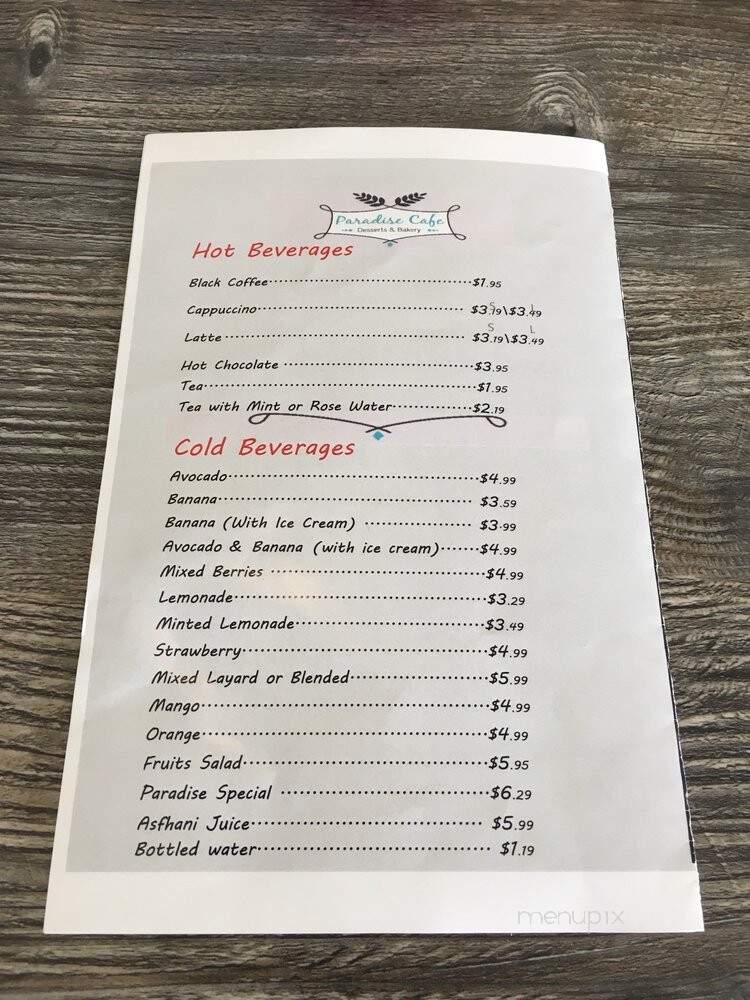 Paradise Cafe
Desserts & Bakery
Hot Beverages
Black Coffee $1.95
S L
Cappuccino $3.19\$3.49
S L
Latte $3.19\$3.49
Hot Chocolate $3.95
Tea $1.95
Tea with Mint or Rose Water $2.19
Cold Beverages
Avocado $4.99
Banana $3.59
Banana (With Ice Cream) $3.99
Avocado & Banana (with ice cream) $4.99
Mixed Berries $4.99
Lemonade $3.29
Minted Lemonade $3.49
Strawberry $4.99
Mixed Layard or Blended $5.99
Mango $4.99
Orange $4.99
Fruits Salad $5.95
Paradise Special $6.29
Asfhani Juice $5.99
Bottled water $1.19
menupix